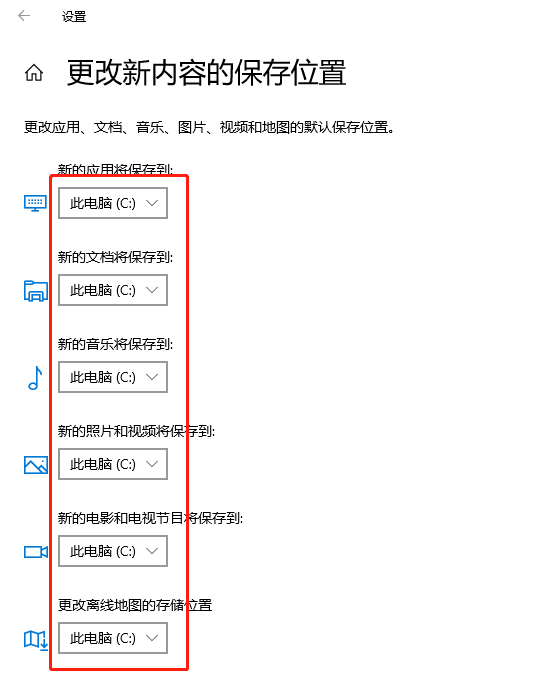 设置
更改新内容的保存位置
更改应用、文档、音乐、图片、视频和地图的默认保存位置。
新的应用将保存到:
此电脑 (C:)
新的文档将保存到:
此电脑 (C:)
新的音乐将保存到:
此电脑 (C:)
新的照片和视频将保存到:
此电脑 (C:)
新的电影和电视节目将保存到:
此电脑 (C:)
更改离线地图的存储位置
此电脑 (C:)